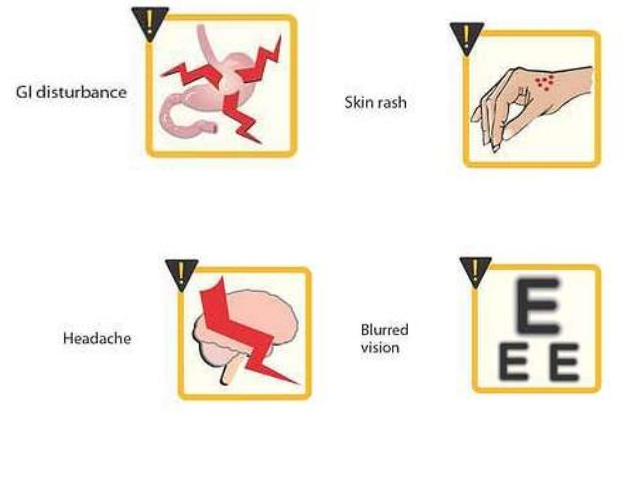 GI disturbance
Skin rash
Headache
Blurred
vision
E
E E